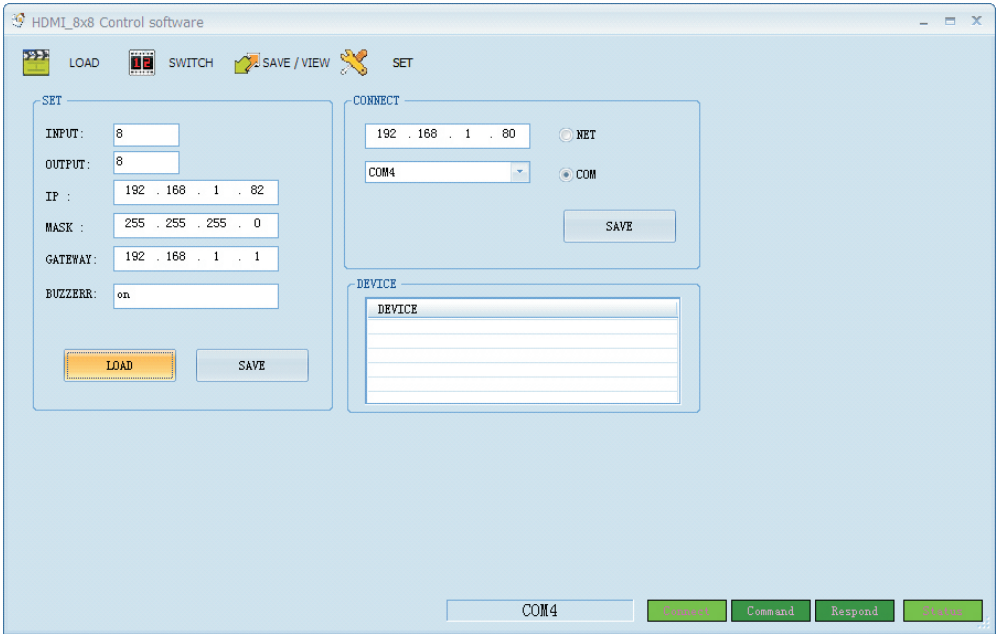 HDMI_8x8 Control software
LOAD SWITCH SAVE / VIEW SET
SET
INPUT: 8
OUTPUT: 8
IP : 192 . 168 . 1 . 82
MASK : 255 . 255 . 255 . 0
GATEWAY: 192 . 168 . 1 . 1
BUZZERR: on
LOAD SAVE
CONNECT
192 . 168 . 1 . 80 NET
COM4 COM
SAVE
DEVICE
DEVICE
COM4 Connect Command Respond Status